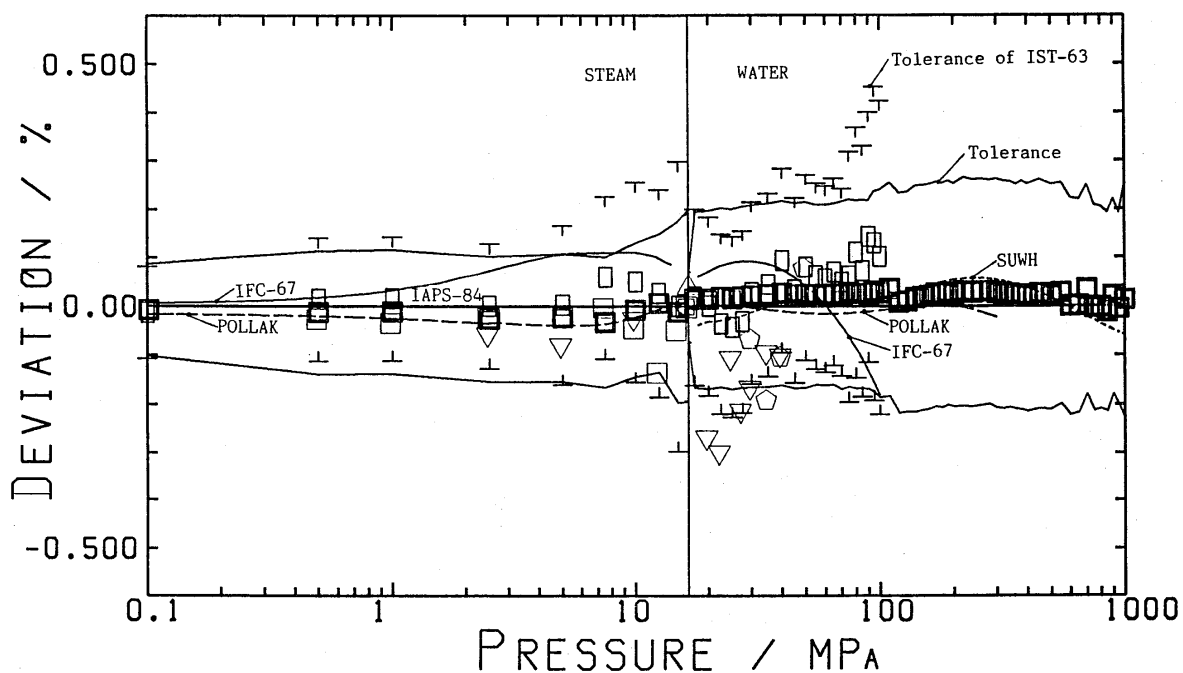 0.500
STEAM
WATER
Tolerance of IST-63
Tolerance
DEVIATION / %
IFC-67
IAPS-84
SUWH
0.00
POLLAK
POLLAK
IFC-67
-0.500
0.1
1
10
100
1000
PRESSURE / MPA